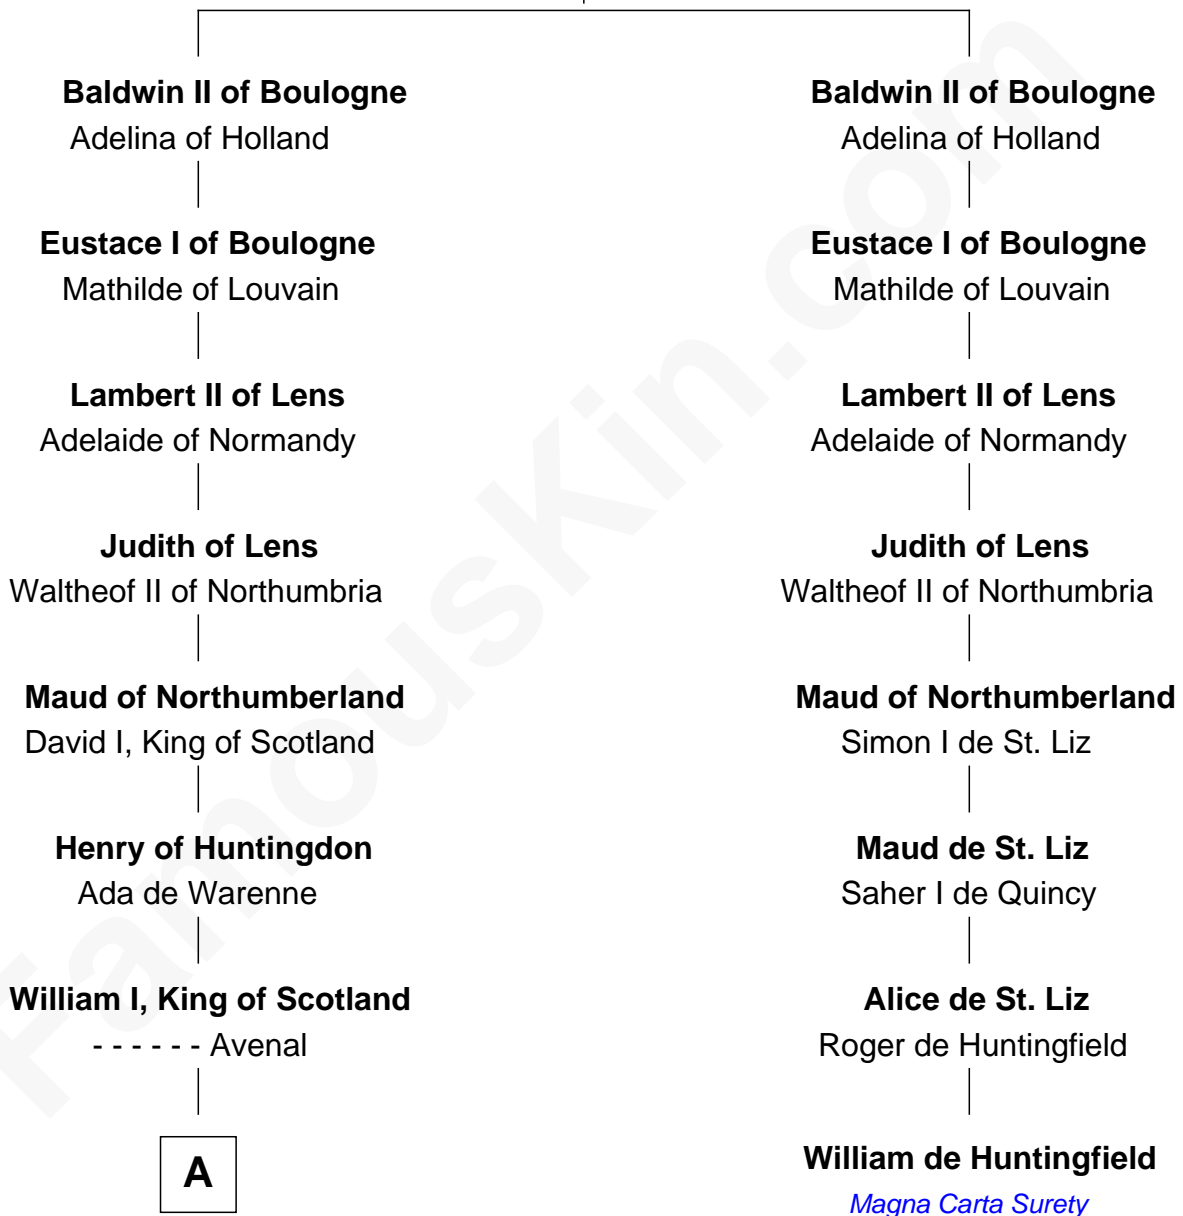 Baldwin II of Boulogne
Adelina of Holland
Eustace I of Boulogne
Mathilde of Louvain
Lambert II of Lens
Adelaide of Normandy
Judith of Lens
Waltheof II of Northumbria
Maud of Northumberland
David I, King of Scotland
Henry of Huntingdon
Ada de Warenne
William I, King of Scotland
- - - - - - Avenal
A
Baldwin II of Boulogne
Adelina of Holland
Eustace I of Boulogne
Mathilde of Louvain
Lambert II of Lens
Adelaide of Normandy
Judith of Lens
Waltheof II of Northumbria
Maud of Northumberland
Simon I de St. Liz
Maud de St. Liz
Saher I de Quincy
Alice de St. Liz
Roger de Huntingfield
William de Huntingfield
Magna Carta Surety
FamousKin.com